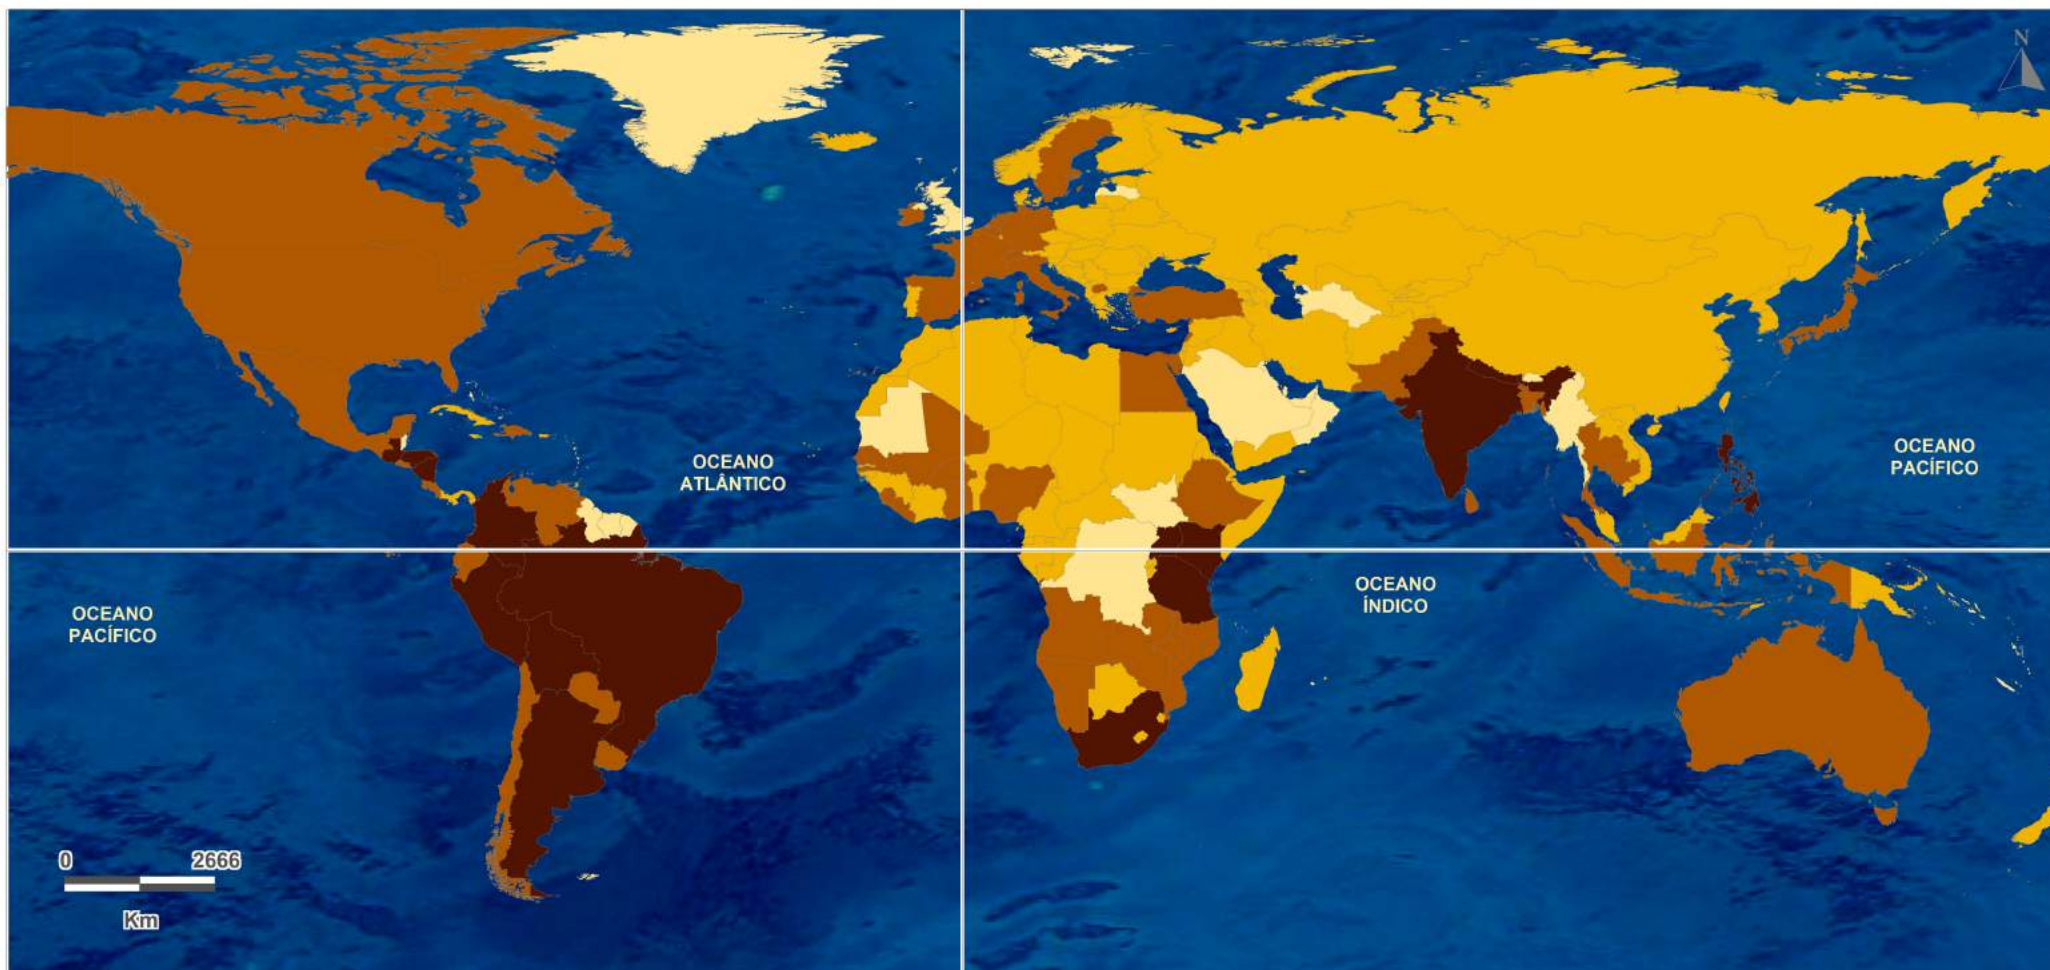 N
OCEANO
ATLÂNTICO
OCEANO
PACÍFICO
OCEANO
PACÍFICO
OCEANO
ÍNDICO
0 2666
Km